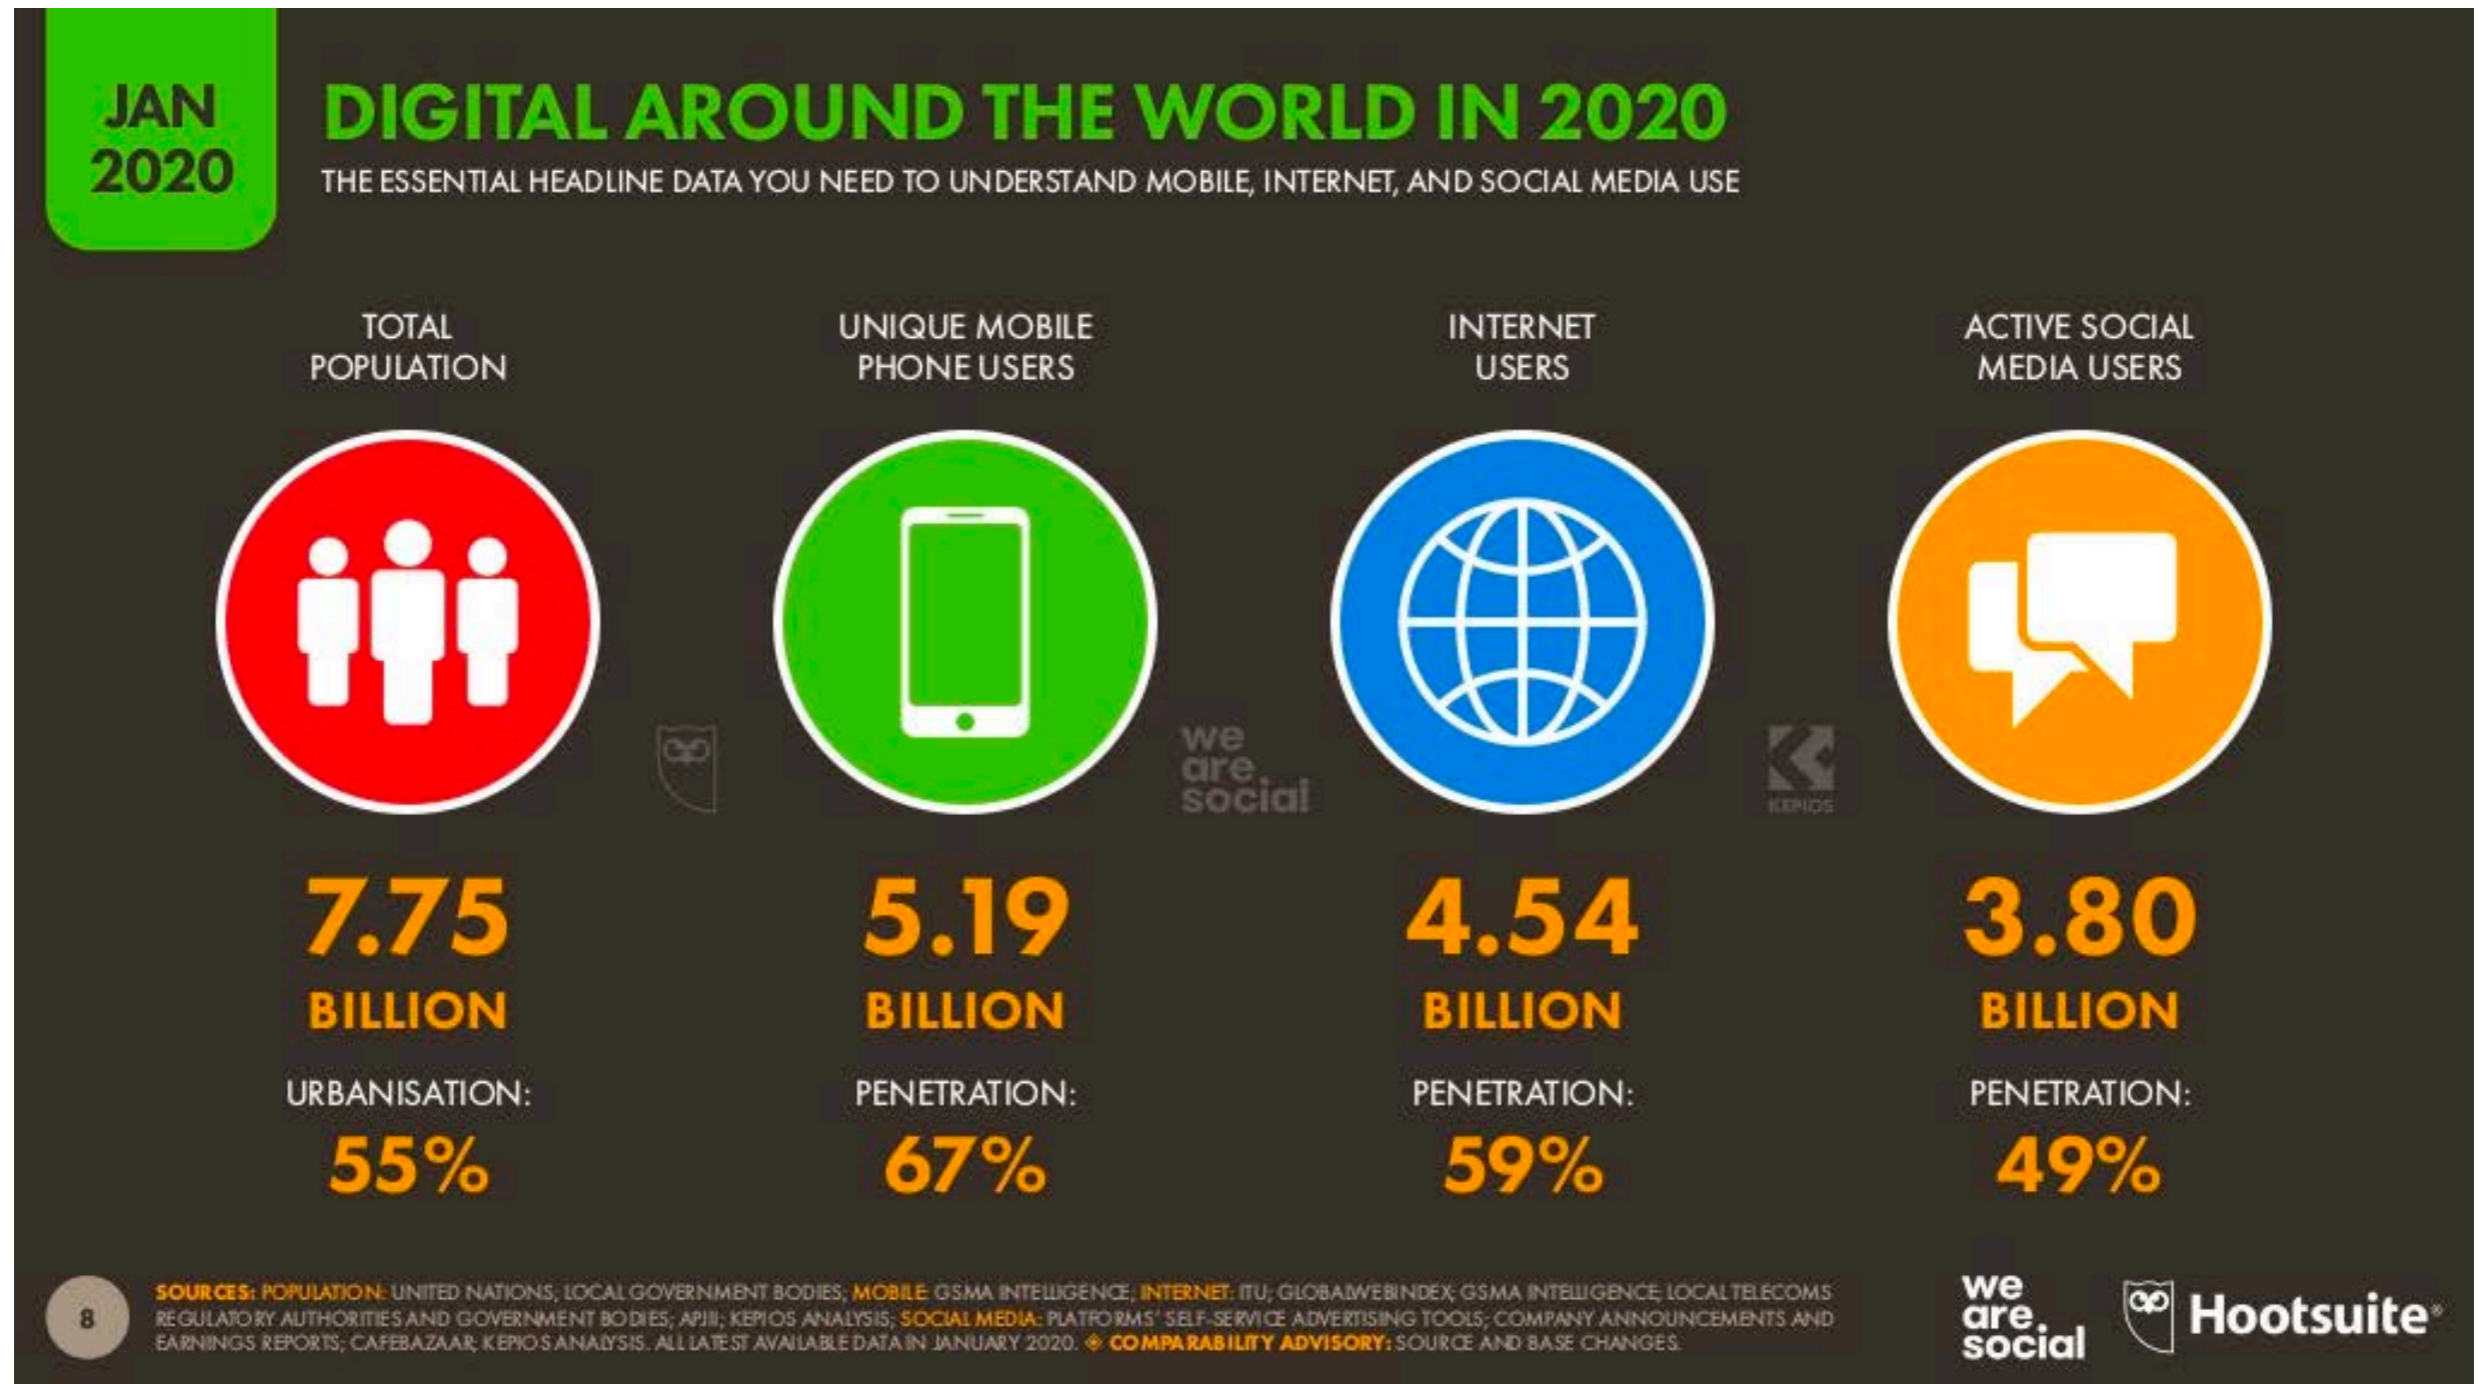 JAN
2020
DIGITAL AROUND THE WORLD IN 2020
THE ESSENTIAL HEADLINE DATA YOU NEED TO UNDERSTAND MOBILE, INTERNET, AND SOCIAL MEDIA USE
TOTAL
POPULATION
UNIQUE MOBILE
PHONE USERS
INTERNET
USERS
ACTIVE SOCIAL
MEDIA USERS
we
are
social
KEPIOS
7.75
BILLION
URBANISATION:
55%
5.19
BILLION
PENETRATION:
67%
4.54
BILLION
PENETRATION:
59%
3.80
BILLION
PENETRATION:
49%
8
SOURCES: POPULATION: UNITED NATIONS; LOCAL GOVERNMENT BODIES; MOBILE: GSMA INTELLIGENCE; INTERNET: ITU; GLOBALWEBINDEX; GSMA INTELLIGENCE; LOCAL TELECOMS
REGULATORY AUTHORITIES AND GOVERNMENT BODIES; APJII; KEPIOS ANALYSIS; SOCIAL MEDIA: PLATFORMS' SELF-SERVICE ADVERTISING TOOLS; COMPANY ANNOUNCEMENTS AND
EARNINGS REPORTS; CAFEBAZAAR; KEPIOS ANALYSIS. ALL LATEST AVAILABLE DATA IN JANUARY 2020. ◈ COMPARABILITY ADVISORY: SOURCE AND BASE CHANGES.
we
are.
social
Hootsuite®